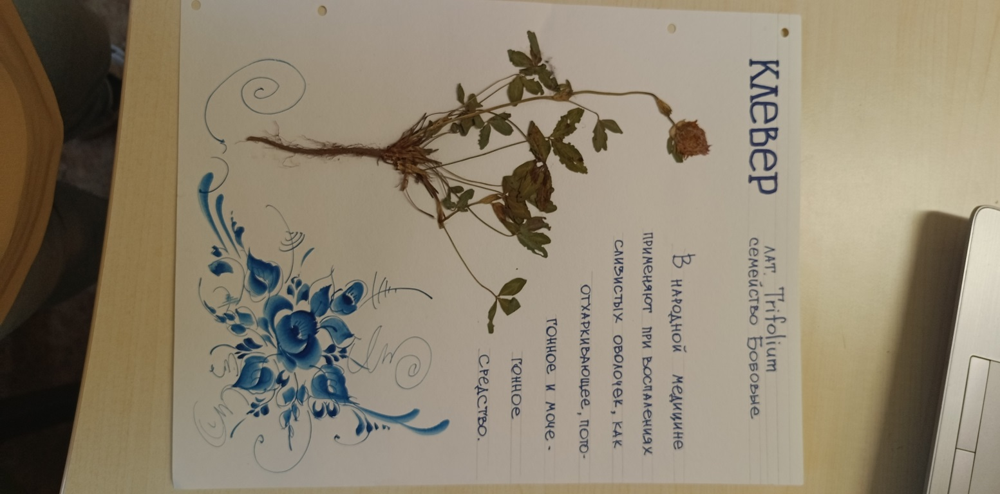 КЛЕВЕР
лат. Trifolium
семейство Бобовые
В народной медицине
применяют при воспалениях
слизистых оболочек, как
отхаркивающее, пото-
гонное и моче-
гонное
средство.